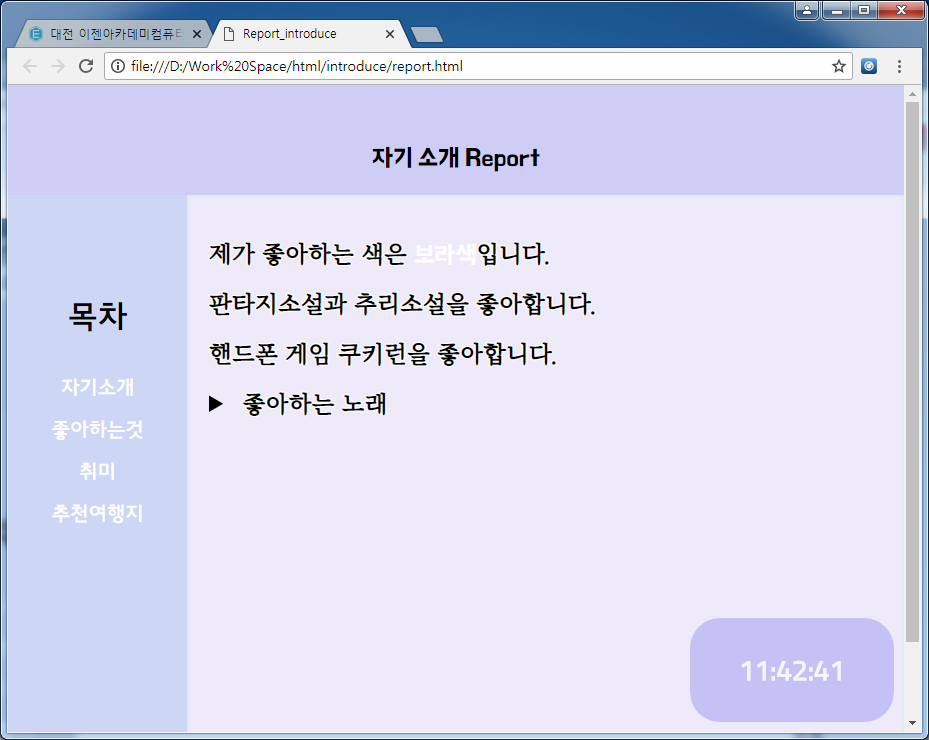 대전 이젠아카데미컴퓨터
Report_introduce
file:///D:/Work%20Space/html/introduce/report.html
자기 소개 Report
목차
자기소개
좋아하는것
취미
추천여행지
제가 좋아하는 색은 보라색입니다.
판타지소설과 추리소설을 좋아합니다.
핸드폰 게임 쿠키런을 좋아합니다.
▶ 좋아하는 노래
11:42:41